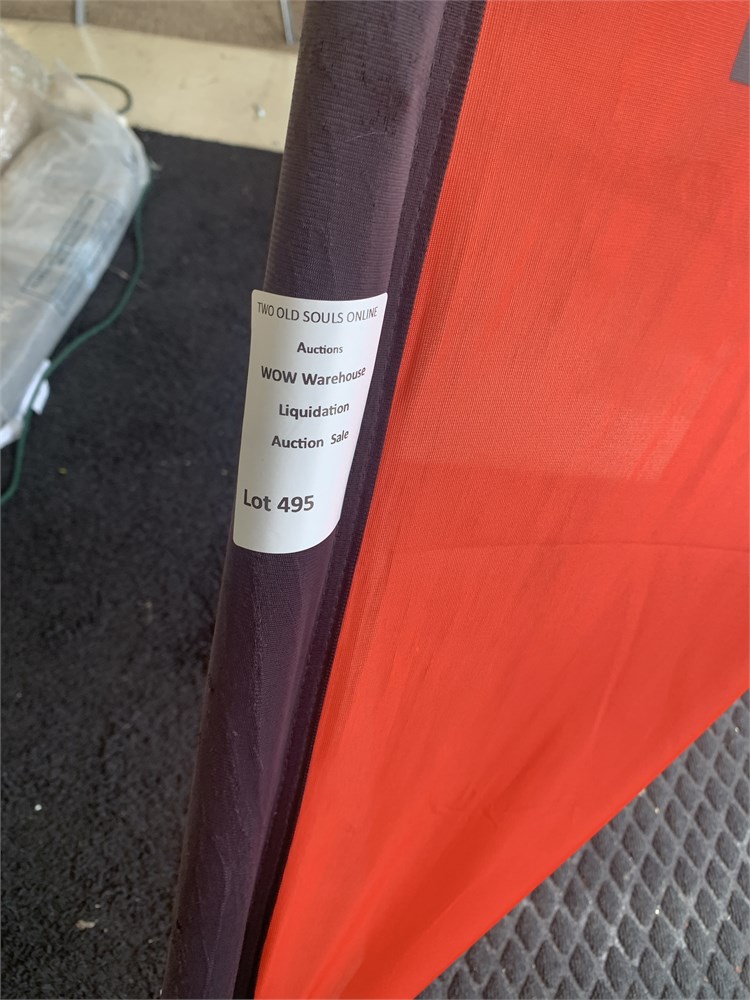 TWO OLD SOULS ONLINE
Auctions
WOW Warehouse
Liquidation
Auction Sale
Lot 495